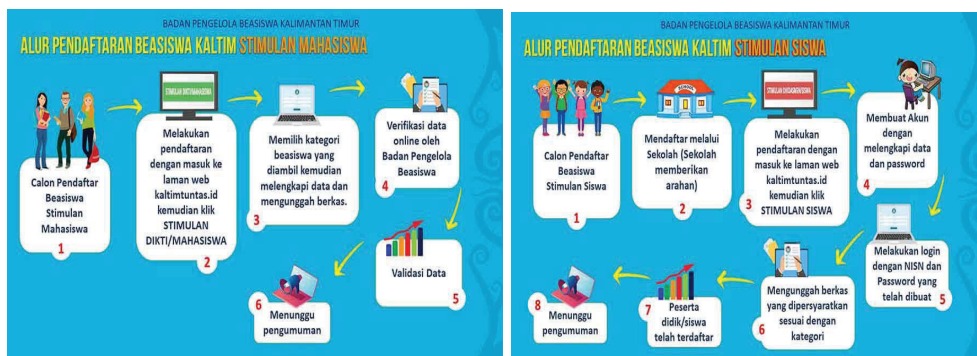 BADAN PENGELOLA BEASISWA KALIMANTAN TIMUR
ALUR PENDAFTARAN BEASISWA KALTIM STIMULAN MAHASISWA
Calon Pendaftar
Beasiswa
Stimulan
Mahasiswa
1
STIMULAN DIKTI/MAHASISWA
Melakukan
pendaftaran
dengan masuk ke
laman web
kaltimtuntas.id
kemudian klik
STIMULAN
DIKTI/MAHASISWA
2
Memilih kategori
beasiswa yang
diambil kemudian
melengkapi data dan
mengunggah berkas.
3
Verifikasi data
online oleh
Badan Pengelola
Beasiswa
4
Validasi Data
5
6
Menunggu
pengumuman
BADAN PENGELOLA BEASISWA KALIMANTAN TIMUR
ALUR PENDAFTARAN BEASISWA KALTIM STIMULAN SISWA
Calon Pendaftar
Beasiswa
Stimulan Siswa
1
Mendaftar melalui
Sekolah (Sekolah
memberikan
arahan)
2
Melakukan
pendaftaran dengan
masuk ke laman web
kaltimtuntas.id
kemudian klik
STIMULAN SISWA
3
Membuat Akun
dengan
melengkapi data
dan password
4
Melakukan login
dengan NISN dan
Password yang
telah dibuat
5
Mengunggah berkas
yang dipersyaratkan
sesuai dengan
kategori
6
7
Peserta
didik/siswa
telah terdaftar
8
Menunggu
pengumuman